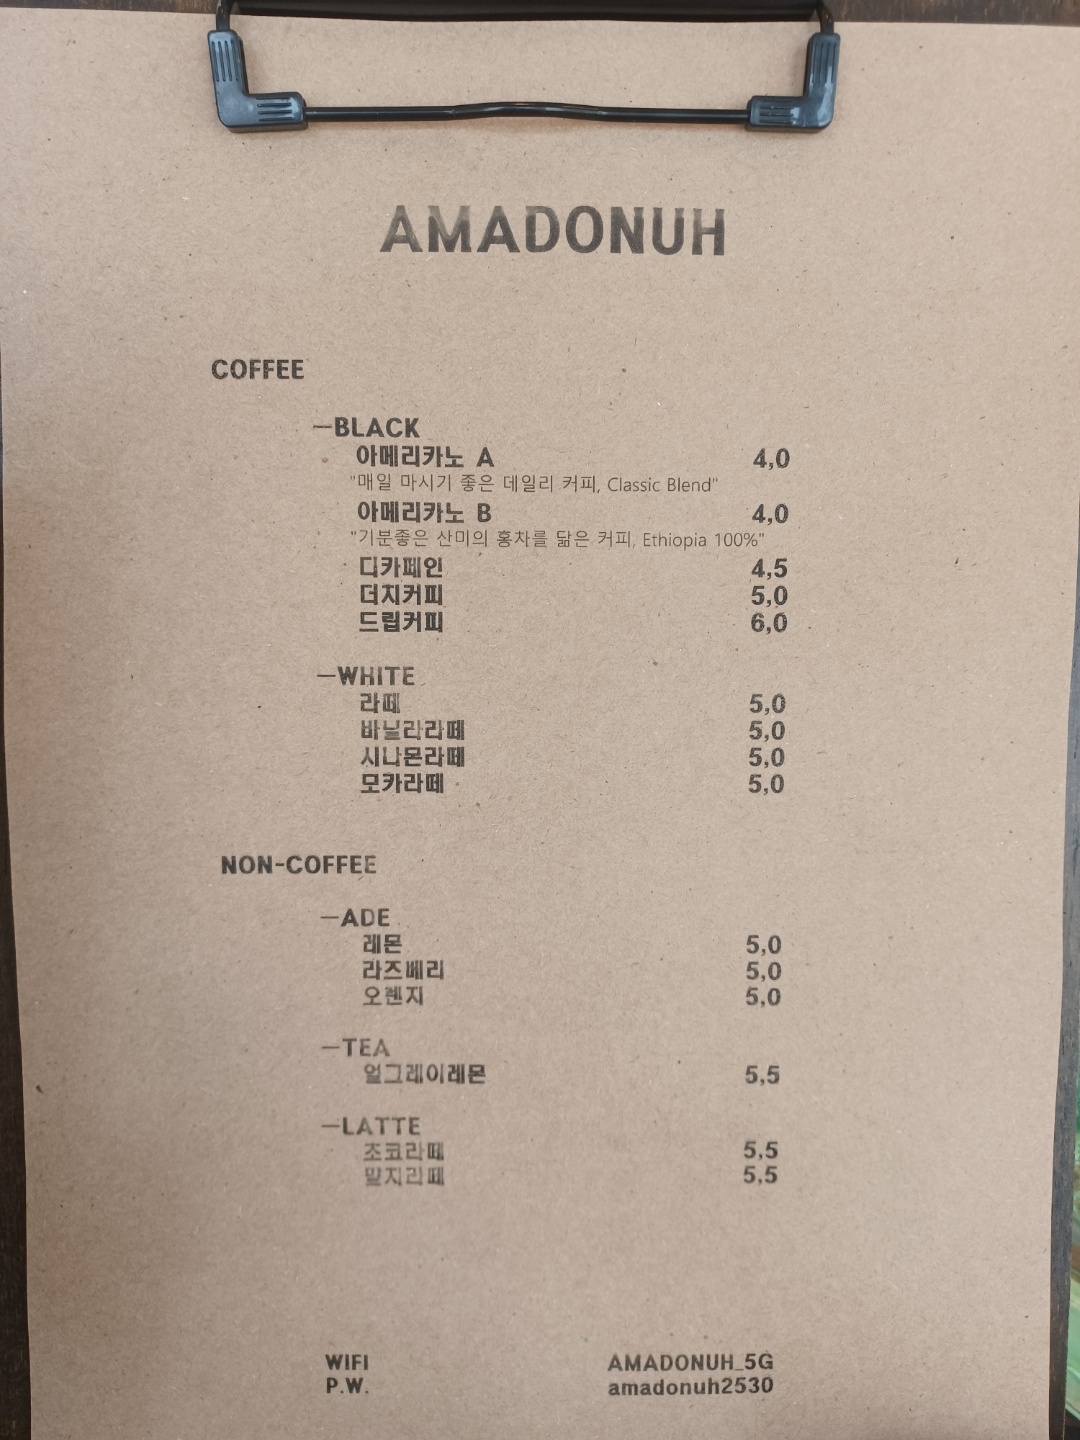 AMADONUH
COFFEE
—BLACK
아메리카노 A 4,0
"매일 마시기 좋은 데일리 커피, Classic Blend"
아메리카노 B 4,0
"기분좋은 산미의 홍차를 닮은 커피, Ethiopia 100%"
디카페인 4,5
더치커피 5,0
드립커피 6,0
—WHITE
라떼 5,0
바닐라라떼 5,0
시나몬라떼 5,0
모카라떼 5,0
NON-COFFEE
—ADE
레몬 5,0
라즈베리 5,0
오렌지 5,0
—TEA
얼그레이레몬 5,5
—LATTE
초코라떼 5,5
말차라떼 5,5
WIFI AMADONUH_5G
P.W. amadonuh2530